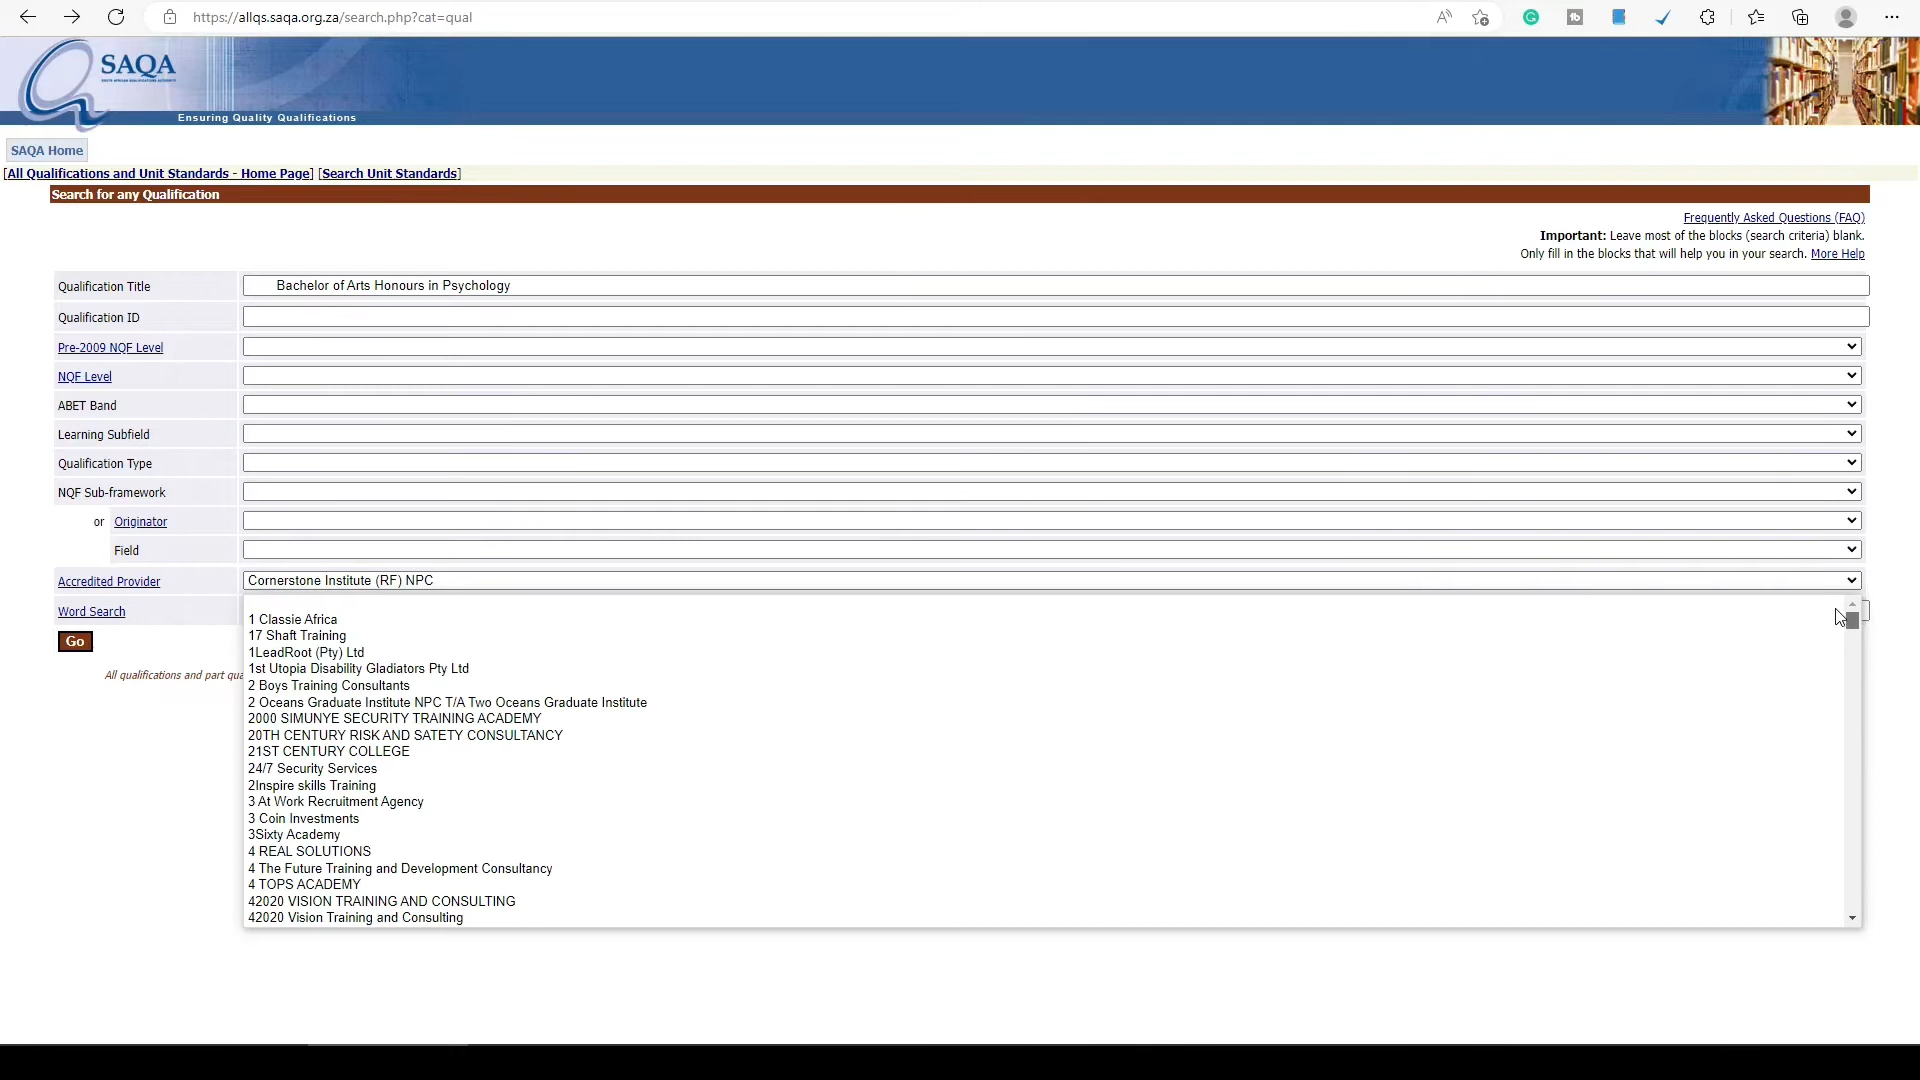 https://allqs.saqa.org.za/search.php?cat=qual
SAQA
Ensuring Quality Qualifications
SAQA Home
[All Qualifications and Unit Standards - Home Page] [Search Unit Standards]
Search for any Qualification
Frequently Asked Questions (FAQ)
Important: Leave most of the blocks (search criteria) blank.
Only fill in the blocks that will help you in your search. More Help
Qualification Title Bachelor of Arts Honours in Psychology
Qualification ID
Pre-2009 NQF Level
NQF Level
ABET Band
Learning Subfield
Qualification Type
NQF Sub-framework
or Originator
Field
Accredited Provider Cornerstone Institute (RF) NPC
Word Search
1 Classie Africa
17 Shaft Training
1LeadRoot (Pty) Ltd
1st Utopia Disability Gladiators Pty Ltd
2 Boys Training Consultants
2 Oceans Graduate Institute NPC T/A Two Oceans Graduate Institute
2000 SIMUNYE SECURITY TRAINING ACADEMY
20TH CENTURY RISK AND SATETY CONSULTANCY
21ST CENTURY COLLEGE
24/7 Security Services
2Inspire skills Training
3 At Work Recruitment Agency
3 Coin Investments
3Sixty Academy
4 REAL SOLUTIONS
4 The Future Training and Development Consultancy
4 TOPS ACADEMY
42020 VISION TRAINING AND CONSULTING
42020 Vision Training and Consulting
Go
All qualifications and part qua